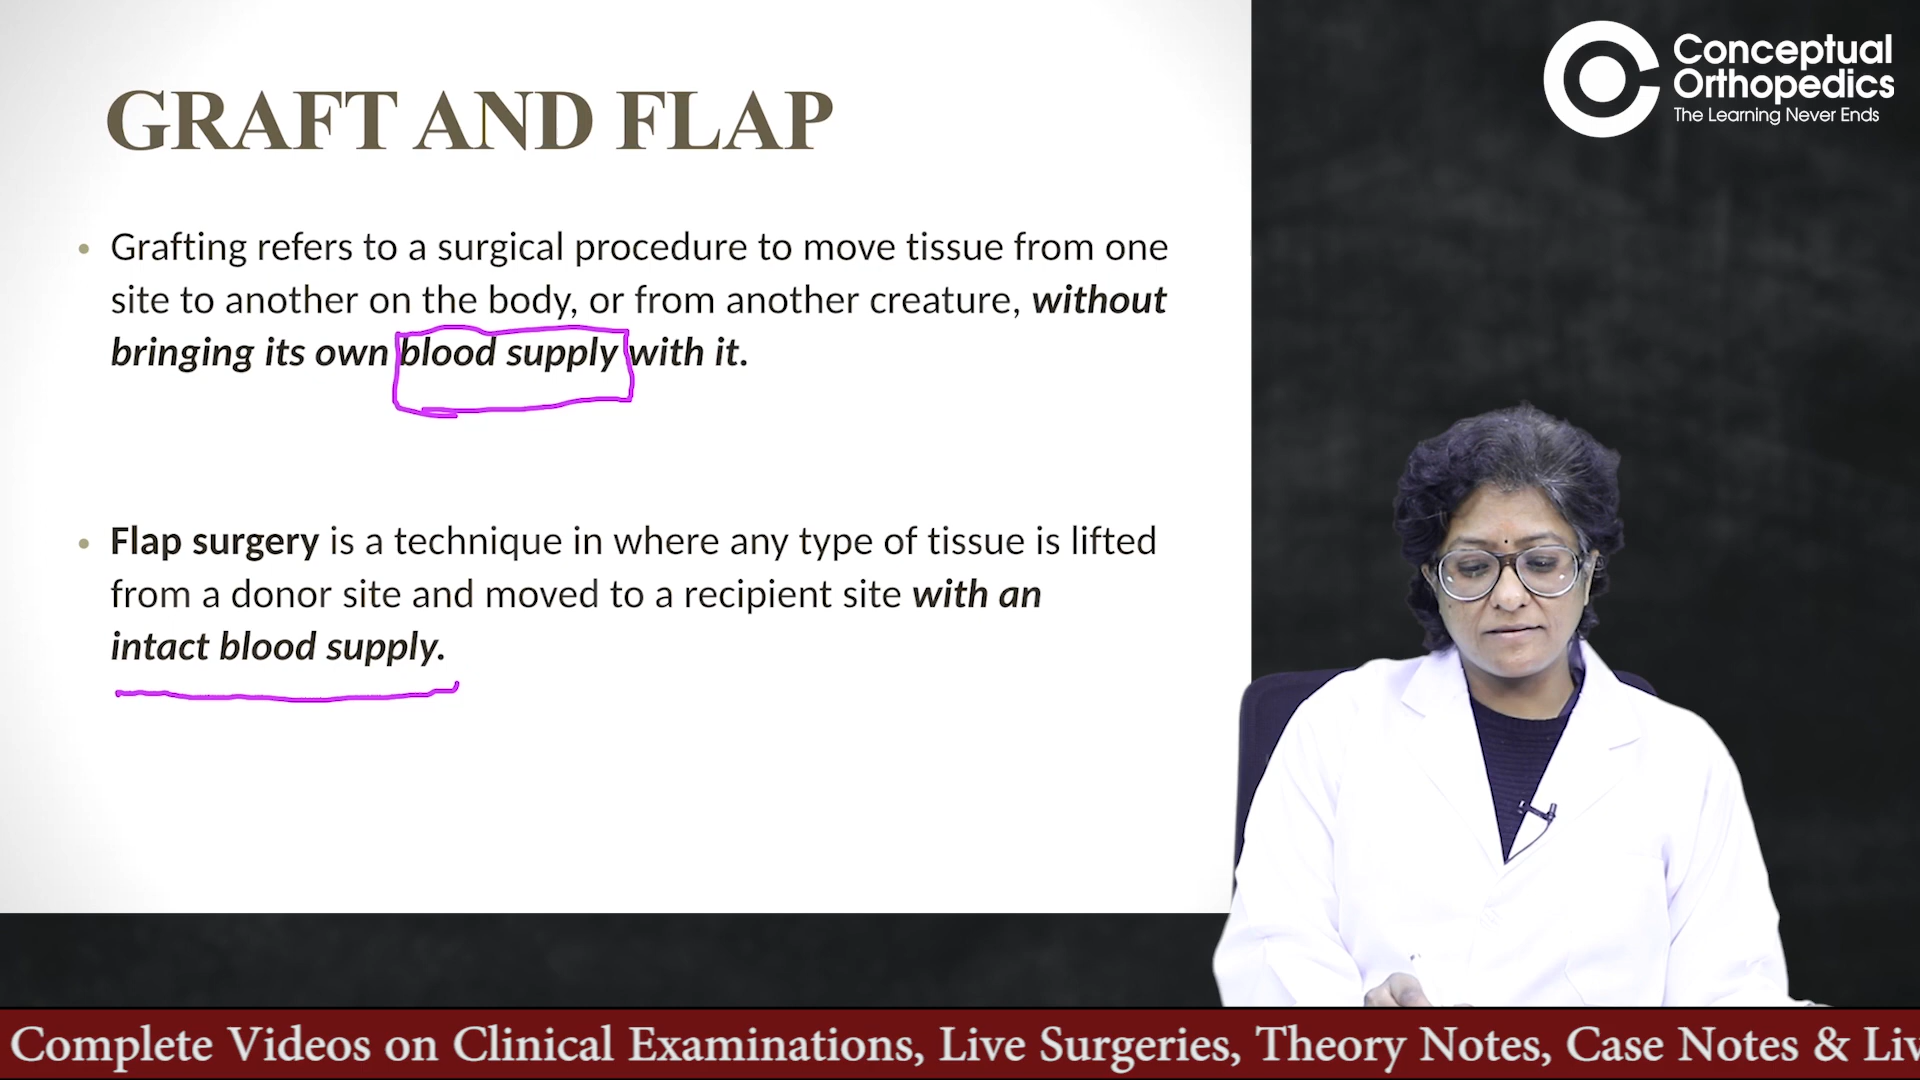 Conceptual
Orthopedics
The Learning Never Ends
GRAFT AND FLAP
• Grafting refers to a surgical procedure to move tissue from one
site to another on the body, or from another creature, without
bringing its own blood supply with it.
• Flap surgery is a technique in where any type of tissue is lifted
from a donor site and moved to a recipient site with an
intact blood supply.
Complete Videos on Clinical Examinations, Live Surgeries, Theory Notes, Case Notes & Liv